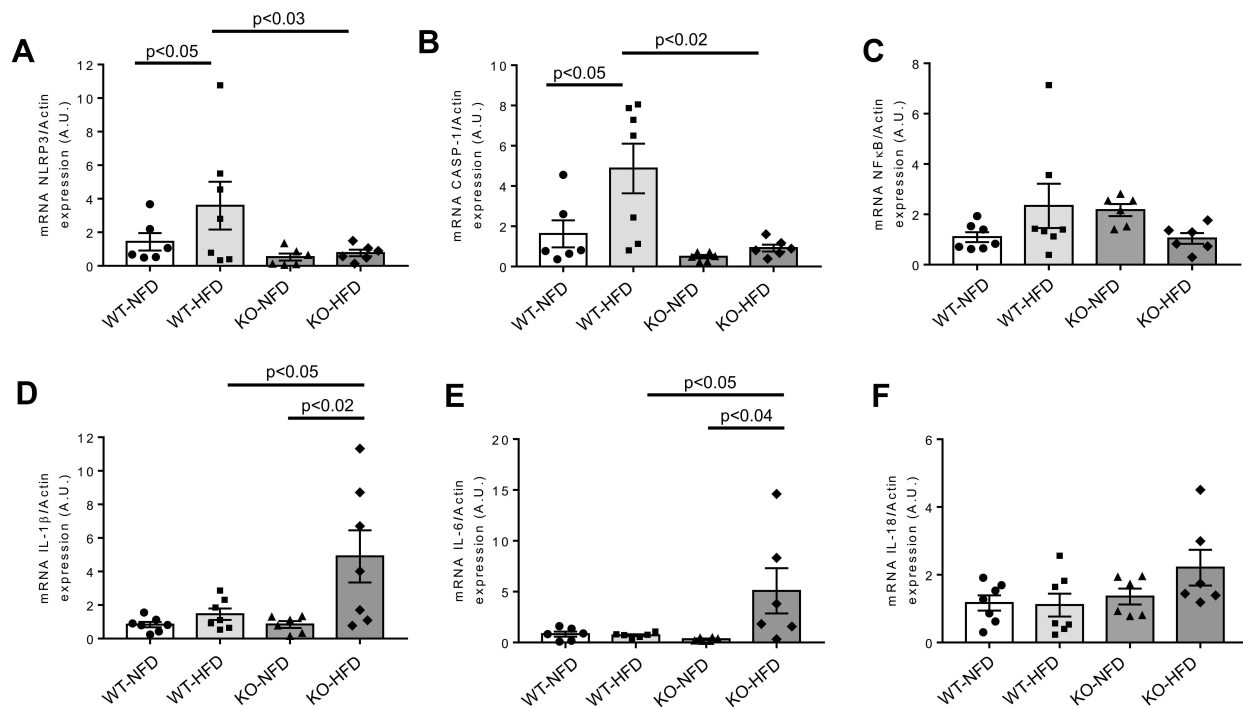 A
p<0.03
p<0.05
mRNA NLRP3/Actin
expression (A.U.)
12
10
8
6
4
2
0
WT-NFD
WT-HFD
KO-NFD
KO-HFD
B
p<0.02
p<0.05
mRNA CASP-1/Actin
expression (A.U.)
10
8
6
4
2
0
WT-NFD
WT-HFD
KO-NFD
KO-HFD
C
mRNA NFκB/Actin
expression (A.U.)
8
6
4
2
0
WT-NFD
WT-HFD
KO-NFD
KO-HFD
D
p<0.05
p<0.02
mRNA IL-1β/Actin
expression (A.U.)
12
10
8
6
4
2
0
WT-NFD
WT-HFD
KO-NFD
KO-HFD
E
p<0.05
p<0.04
mRNA IL-6/Actin
expression (A.U.)
20
15
10
5
0
WT-NFD
WT-HFD
KO-NFD
KO-HFD
F
mRNA IL-18/Actin
expression (A.U.)
6
4
2
0
WT-NFD
WT-HFD
KO-NFD
KO-HFD